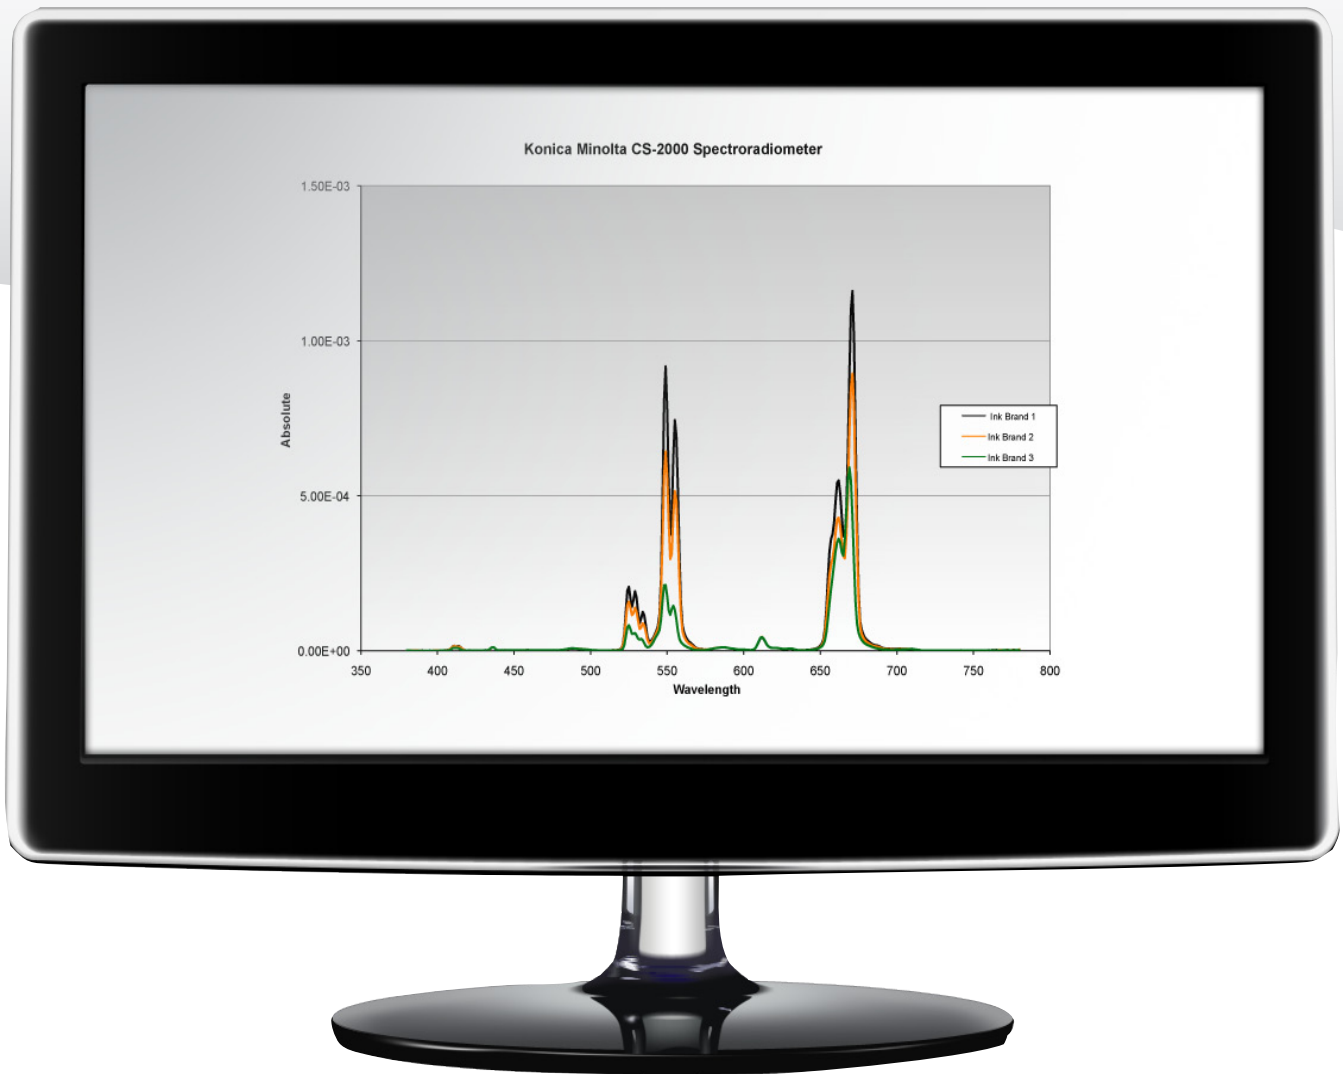 Konica Minolta CS-2000 Spectroradiometer
1.50E-03
1.00E-03
5.00E-04
0.00E+00
Absolute
350 400 450 500 550 600 650 700 750 800
Wavelength
Ink Brand 1
Ink Brand 2
Ink Brand 3